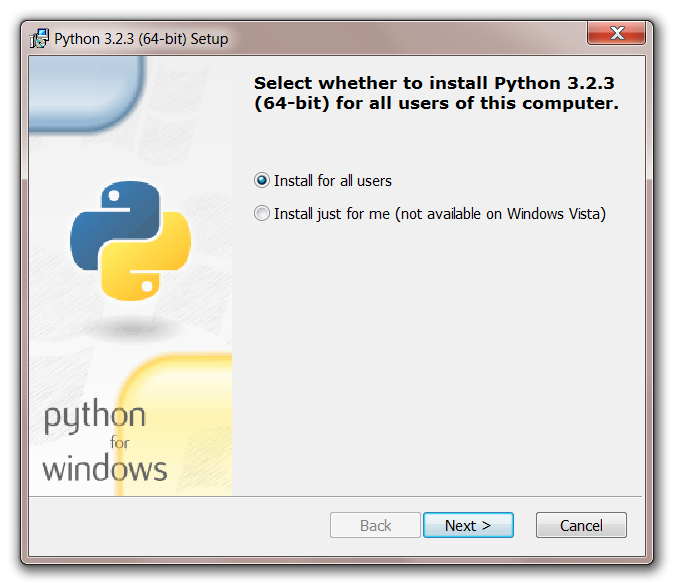 Python 3.2.3 (64-bit) Setup
Select whether to install Python 3.2.3
(64-bit) for all users of this computer.
Install for all users
Install just for me (not available on Windows Vista)
python
for
windows
Back
Next >
Cancel